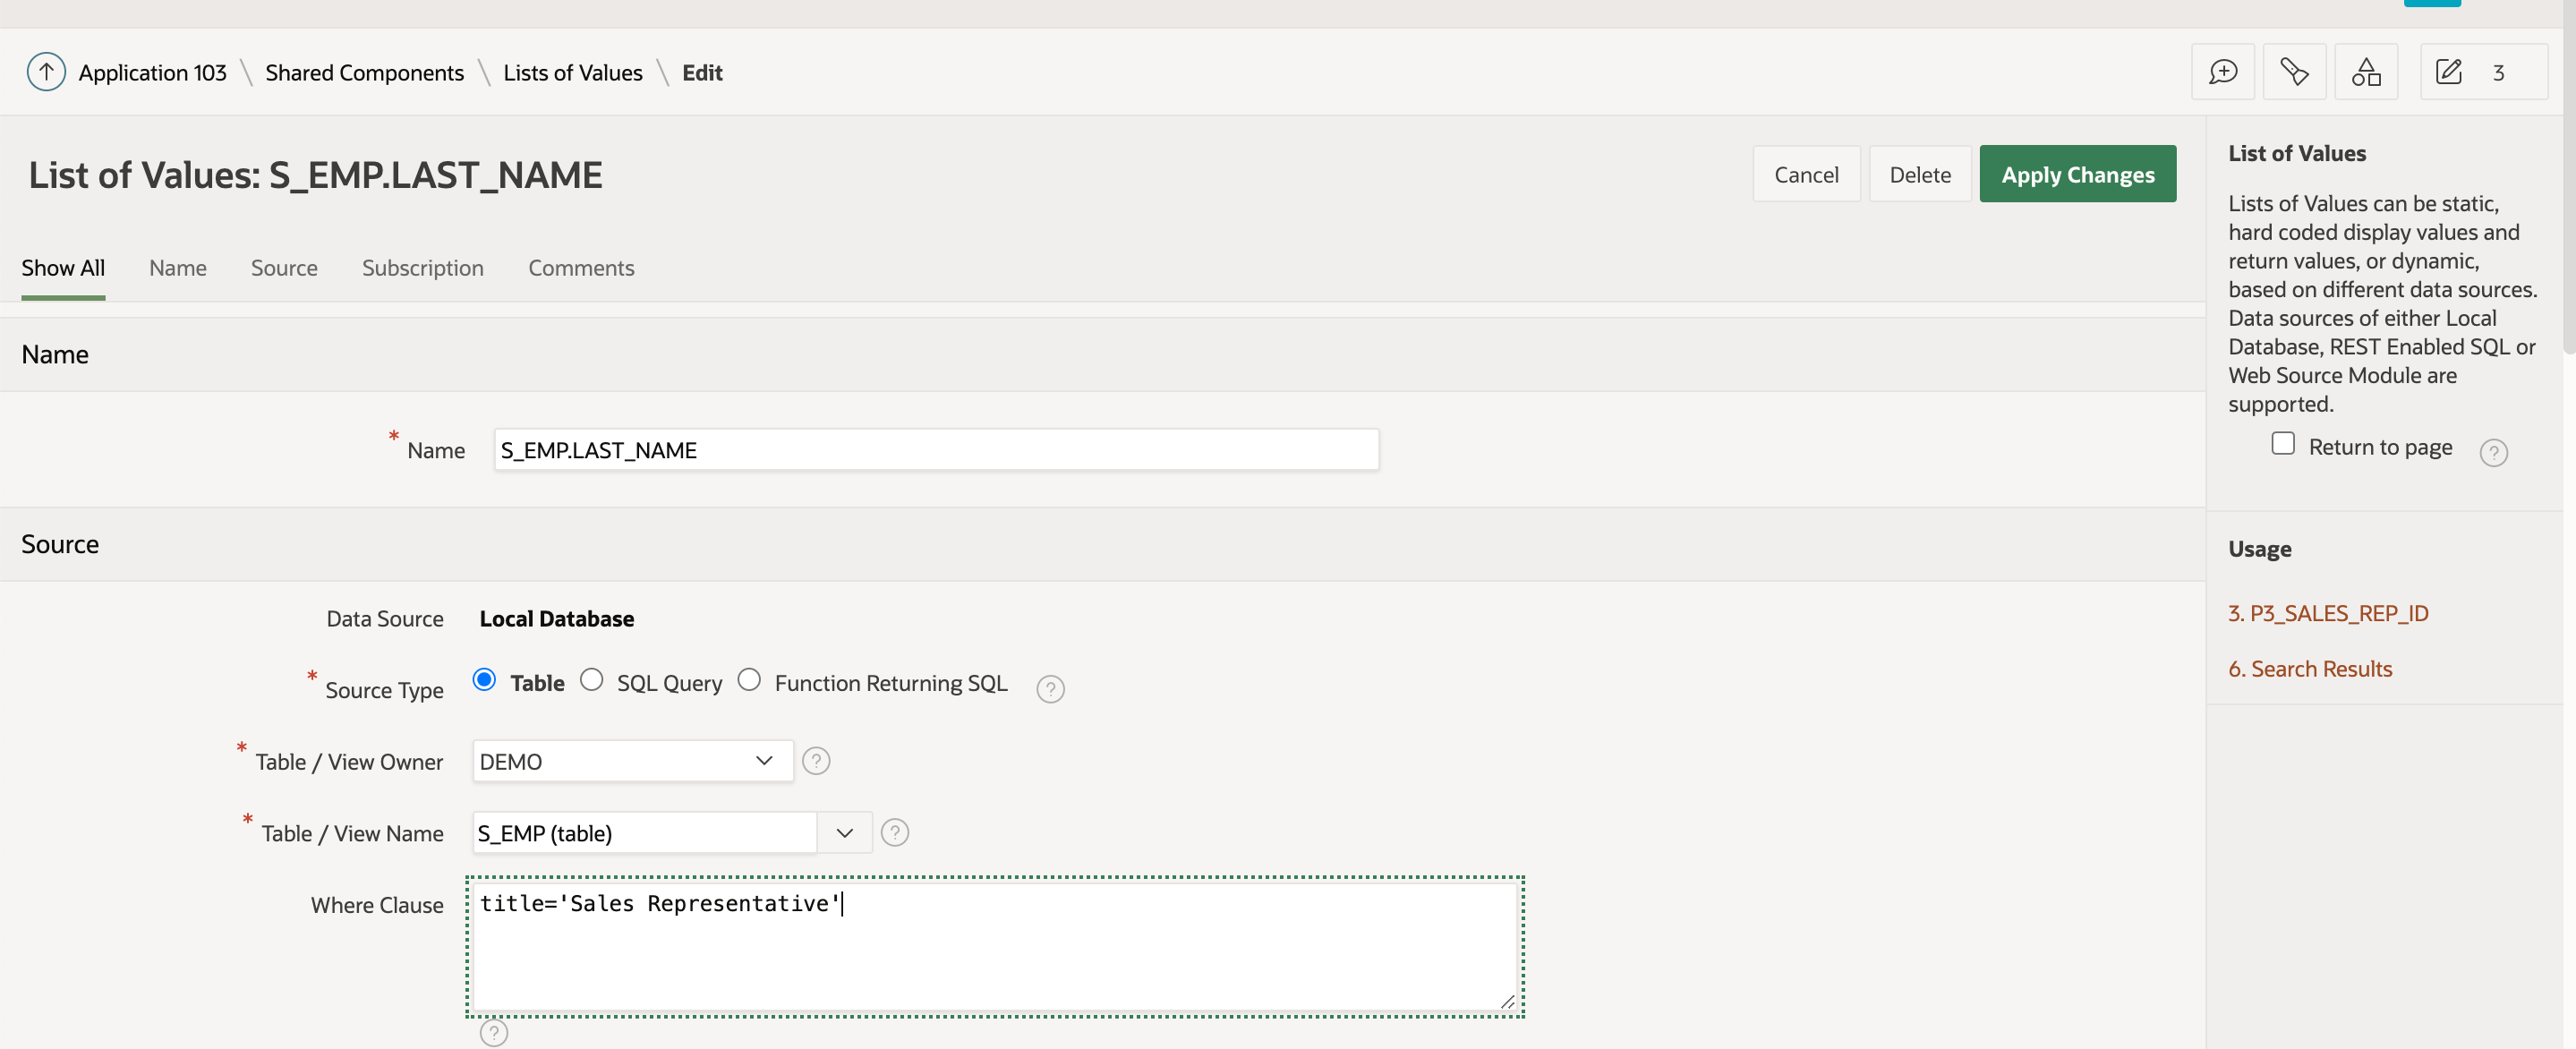 Application 103 \ Shared Components \ Lists of Values \ Edit
3
List of Values: S_EMP.LAST_NAME
Cancel
Delete
Apply Changes
Show All
Name
Source
Subscription
Comments
Name
* Name
S_EMP.LAST_NAME
Source
Data Source
Local Database
* Source Type
Table
SQL Query
Function Returning SQL
?
* Table / View Owner
DEMO
?
* Table / View Name
S_EMP (table)
?
Where Clause
title='Sales Representative'
?
List of Values
Lists of Values can be static,
hard coded display values and
return values, or dynamic,
based on different data sources.
Data sources of either Local
Database, REST Enabled SQL or
Web Source Module are
supported.
Return to page
?
Usage
3. P3_SALES_REP_ID
6. Search Results